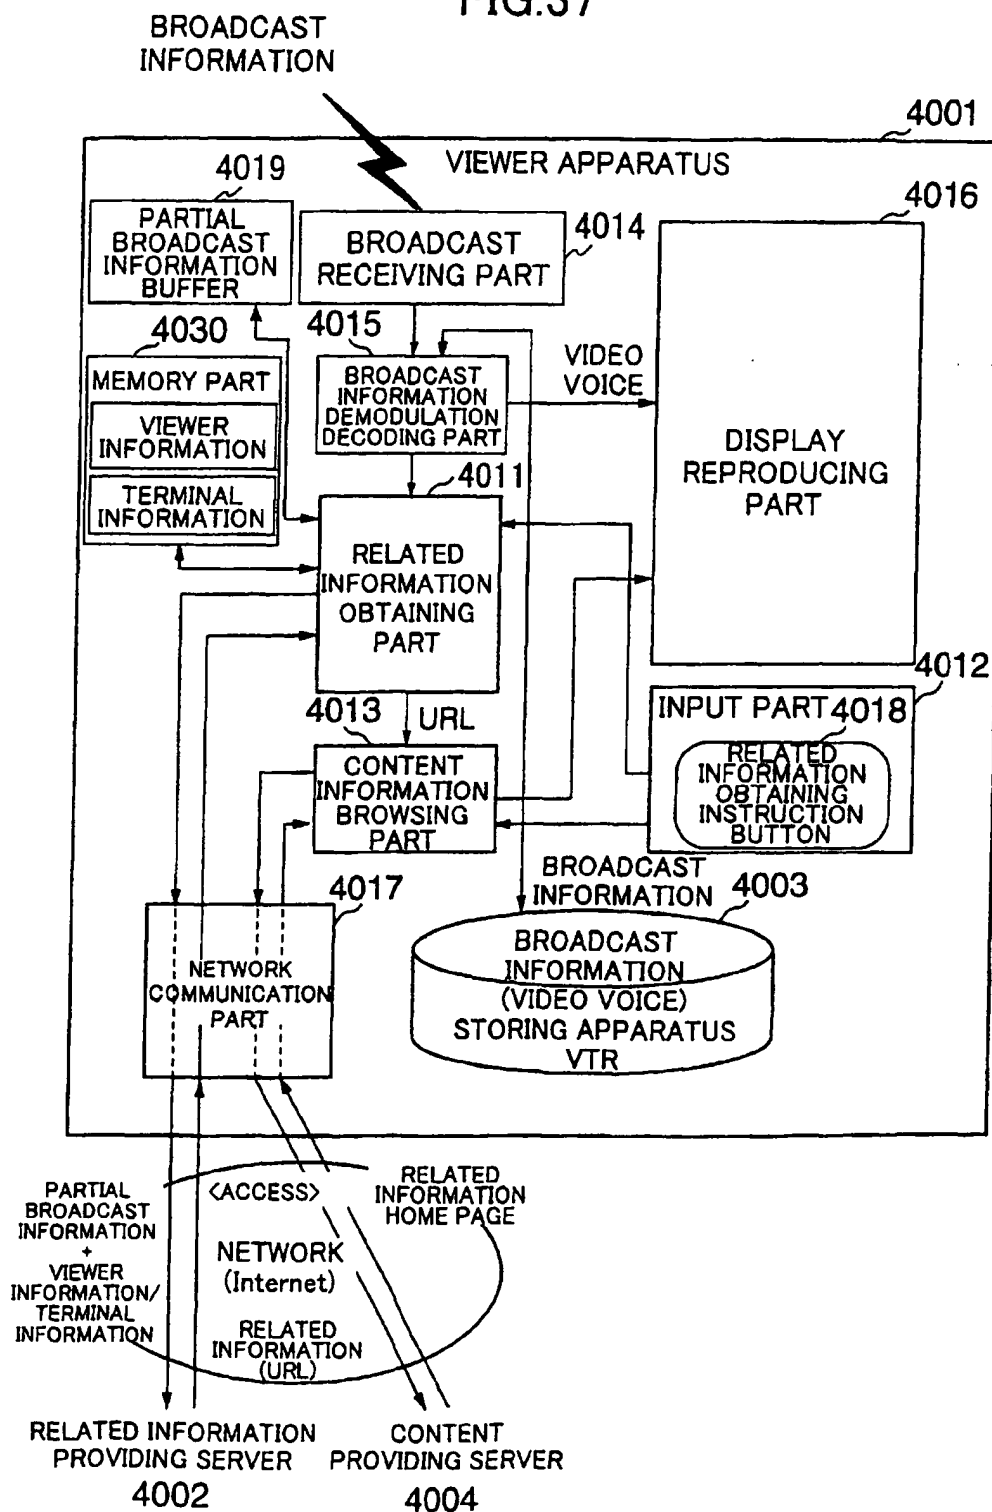 FIG.37
BROADCAST
INFORMATION
4001
VIEWER APPARATUS
4019
PARTIAL
BROADCAST
INFORMATION
BUFFER
BROADCAST
RECEIVING PART
4014
4016
4030
MEMORY PART
VIEWER
INFORMATION
TERMINAL
INFORMATION
4015
BROADCAST
INFORMATION
DEMODULATION
DECODING PART
VIDEO
VOICE
DISPLAY
REPRODUCING
PART
4011
RELATED
INFORMATION
OBTAINING
PART
4013
URL
CONTENT
INFORMATION
BROWSING
PART
4012
INPUT PART
4018
RELATED
INFORMATION
OBTAINING
INSTRUCTION
BUTTON
4017
NETWORK
COMMUNICATION
PART
BROADCAST
INFORMATION
4003
BROADCAST
INFORMATION
(VIDEO VOICE)
STORING APPARATUS
VTR
PARTIAL
BROADCAST
INFORMATION
+
VIEWER
INFORMATION/
TERMINAL
INFORMATION
<ACCESS>
RELATED
INFORMATION
HOME PAGE
NETWORK
(Internet)
RELATED
INFORMATION
(URL)
RELATED INFORMATION
PROVIDING SERVER
4002
CONTENT
PROVIDING SERVER
4004